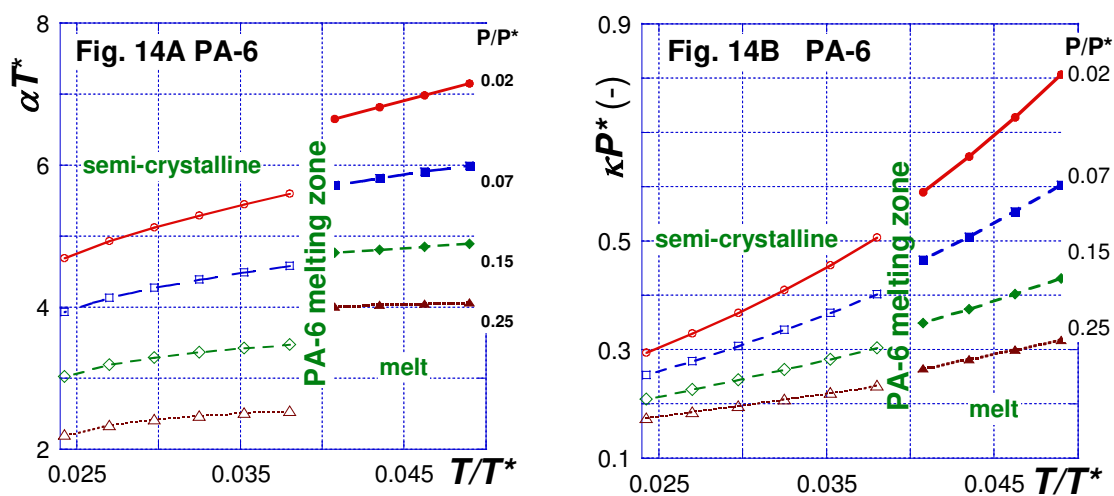 Fig. 14A PA-6
P/P*
αT*
8
6
4
2
0.02
0.07
0.15
0.25
semi-crystalline
PA-6 melting zone
melt
0.025
0.035
0.045
T/T*
Fig. 14B PA-6
P/P*
κP* (-)
0.9
0.5
0.3
0.1
0.02
0.07
0.15
0.25
semi-crystalline
PA-6 melting zone
melt
0.025
0.035
0.045
T/T*